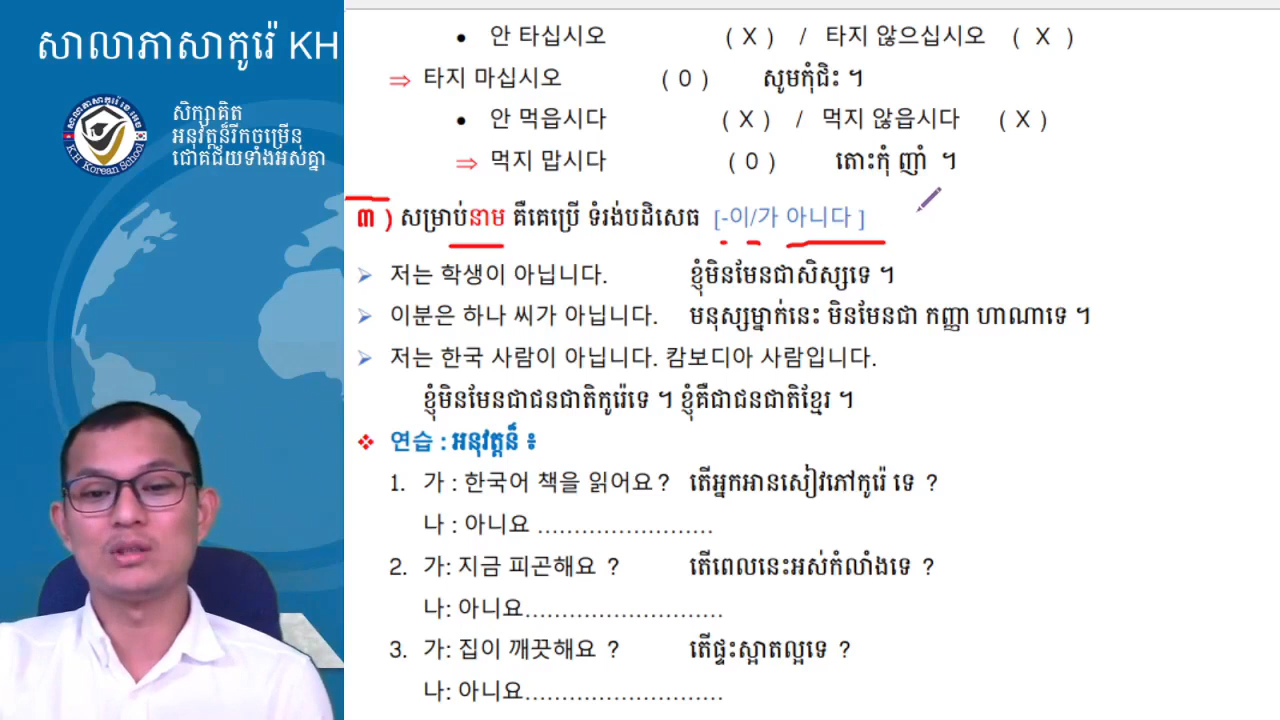 សាលាភាសាកូរ៉េ KH
សិក្សាគិត
អនុវត្តន៍រីកចម្រើន
ជោគជ័យទាំងអស់គ្នា
សាលាភាសាកូរ៉េ ខេ អេច
K.H Korean School
• 안 타십시오 ( X ) / 타지 않으십시오 ( X )
⇒ 타지 마십시오 ( 0 ) សូមកុំជិះ ។
• 안 먹읍시다 ( X ) / 먹지 않읍시다 ( X )
⇒ 먹지 맙시다 ( 0 ) តោះកុំ ញ៉ាំ ។
៣ ) សម្រាប់នាម គឺគេប្រើ ទំរង់បដិសេធ [-이/가 아니다 ]
➢ 저는 학생이 아닙니다. ខ្ញុំមិនមែនជាសិស្សទេ ។
➢ 이분은 하나 씨가 아닙니다. មនុស្សម្នាក់នេះ មិនមែនជា កញ្ញា ហាណាទេ ។
➢ 저는 한국 사람이 아닙니다. 캄보디아 사람입니다.
ខ្ញុំមិនមែនជាជនជាតិកូរ៉េទេ ។ ខ្ញុំគឺជាជនជាតិខ្មែរ ។
❖ 연습 : អនុវត្តន៍ ៖
1. 가 : 한국어 책을 읽어요? តើអ្នកអានសៀវភៅកូរ៉េ ទេ ?
나 : 아니요 ........................
2. 가: 지금 피곤해요 ? តើពេលនេះអស់កំលាំងទេ ?
나: 아니요...........................
3. 가: 집이 깨끗해요 ? តើផ្ទះស្អាតល្អទេ ?
나: 아니요...........................